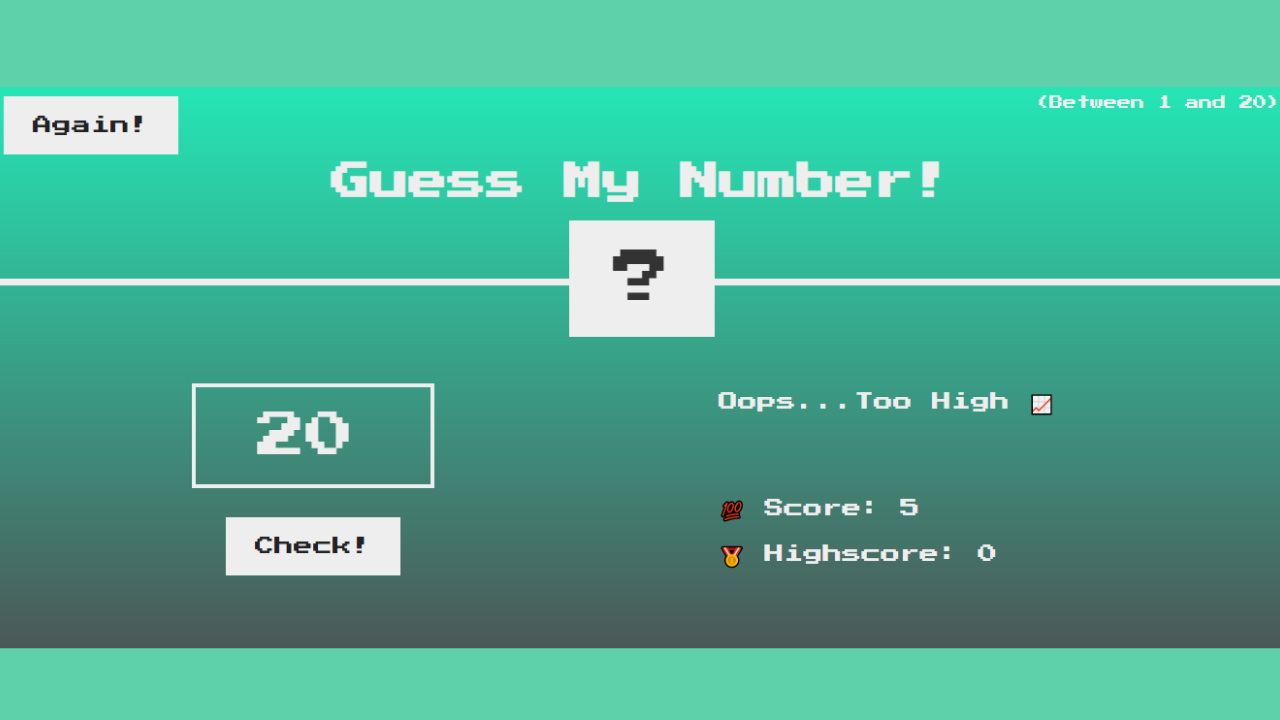 Again!
(Between 1 and 20)
Guess My Number!
?
20
Oops...Too High 📈
Check!
💯 Score: 5
🥇 Highscore: 0